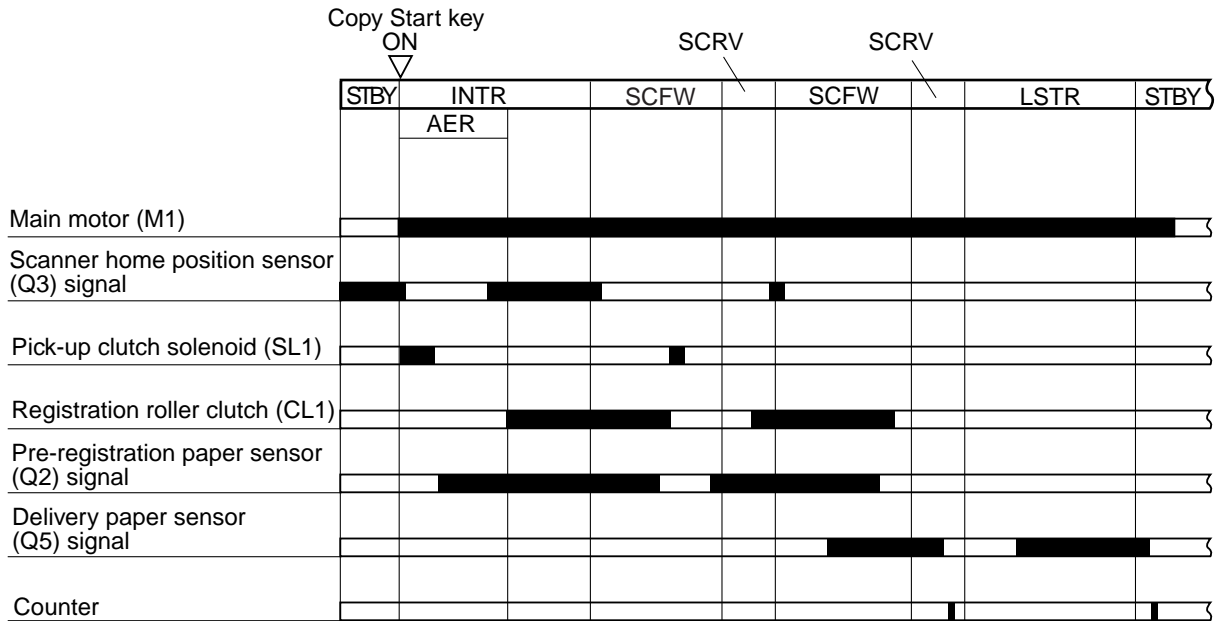 Copy Start key
ON
SCRV SCRV
STBY INTR SCFW SCFW LSTR STBY
AER
Main motor (M1)
Scanner home position sensor
(Q3) signal
Pick-up clutch solenoid (SL1)
Registration roller clutch (CL1)
Pre-registration paper sensor
(Q2) signal
Delivery paper sensor
(Q5) signal
Counter